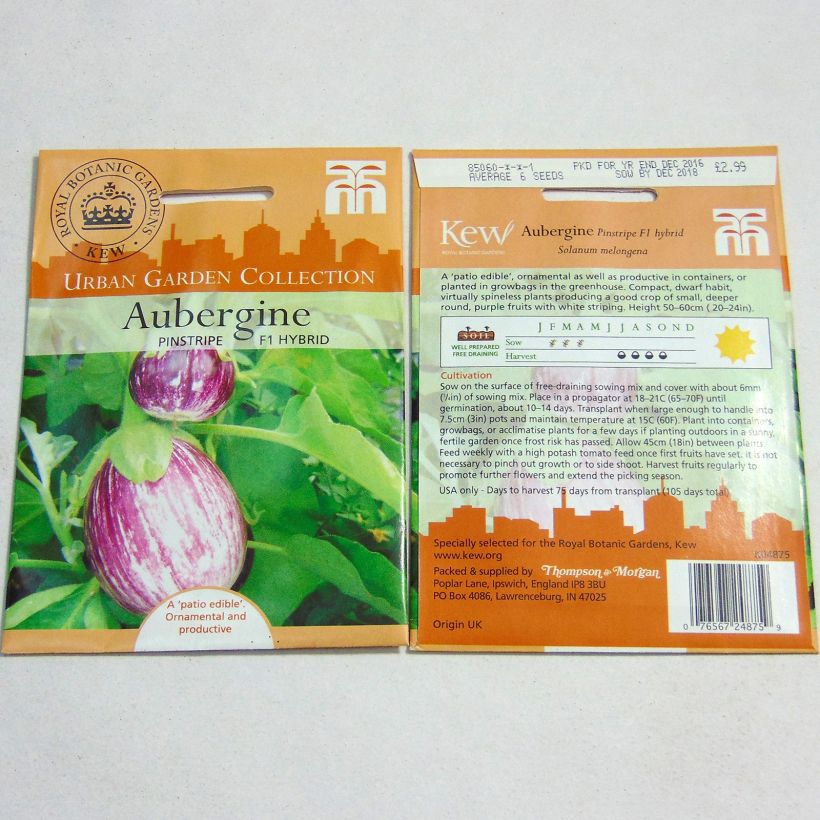 ROYAL BOTANIC GARDENS
· KEW ·
URBAN GARDEN COLLECTION
Aubergine
PINSTRIPE F1 HYBRID
A 'patio edible'.
Ornamental and
productive
85060-X-X-1 PKD FOR YR END DEC 2016 £2.99
AVERAGE 6 SEEDS SOW BY DEC 2018
Kew
ROYAL BOTANIC GARDENS
Aubergine Pinstripe F1 hybrid
Solanum melongena
A 'patio edible', ornamental as well as productive in containers, or
planted in growbags in the greenhouse. Compact, dwarf habit,
virtually spineless plants producing a good crop of small, deeper
round, purple fruits with white striping. Height 50–60cm ( 20–24in).
SOIL
WELL PREPARED
FREE DRAINING
J F M A M J J A S O N D
Sow
Harvest
Cultivation
Sow on the surface of free-draining sowing mix and cover with about 6mm
(¼in) of sowing mix. Place in a propagator at 18–21C (65–70F) until
germination, about 10–14 days. Transplant when large enough to handle into
7.5cm (3in) pots and maintain temperature at 15C (60F). Plant into containers,
growbags, or acclimatise plants for a few days if planting outdoors in a sunny,
fertile garden once frost risk has passed. Allow 45cm (18in) between plants.
Feed weekly with a high potash tomato feed once first fruits have set. It is not
necessary to pinch out growth or to side shoot. Harvest fruits regularly to
promote further flowers and extend the picking season.
USA only - Days to harvest 75 days from transplant (105 days total)
Specially selected for the Royal Botanic Gardens, Kew
www.kew.org K04875
Packed & supplied by Thompson & Morgan
Poplar Lane, Ipswich, England IP8 3BU
PO Box 4086, Lawrenceburg, IN 47025
Origin UK
0 76567 24875 9